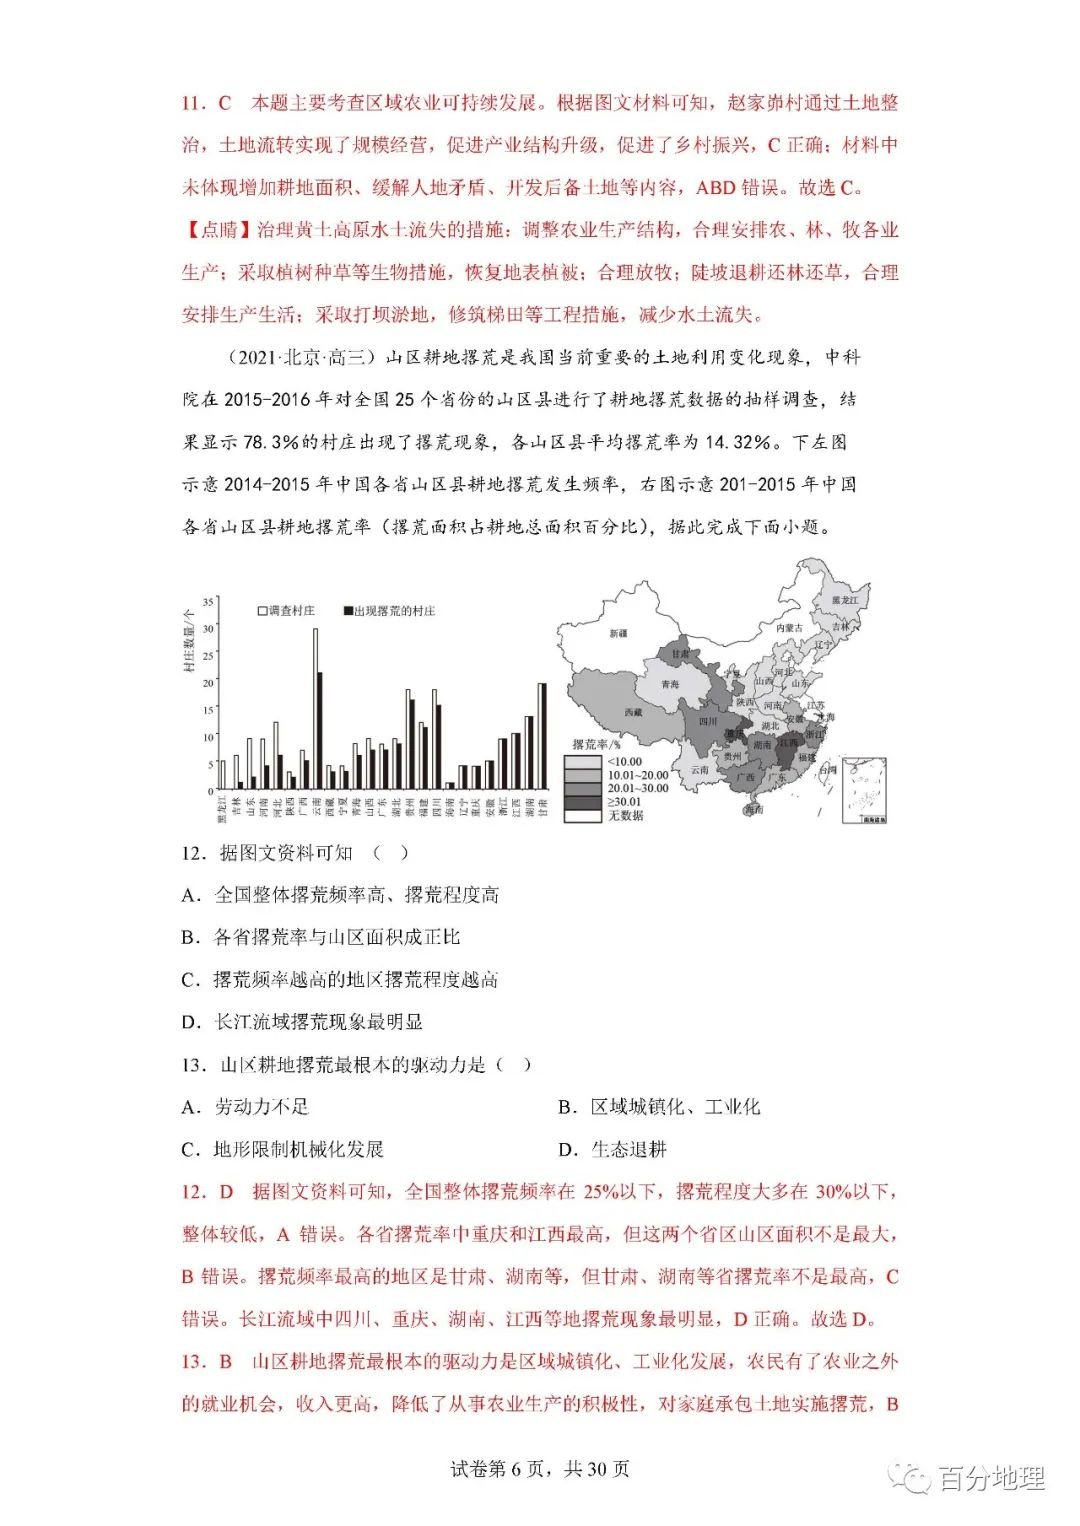 11．C　本题主要考查区域农业可持续发展。根据图文材料可知，赵家峁村通过土地整
治，土地流转实现了规模经营，促进产业结构升级，促进了乡村振兴，C 正确；材料中
未体现增加耕地面积、缓解人地矛盾、开发后备土地等内容，ABD 错误。故选 C。
【点睛】治理黄土高原水土流失的措施：调整农业生产结构，合理安排农、林、牧各业
生产；采取植树种草等生物措施，恢复地表植被；合理放牧；陡坡退耕还林还草，合理
安排生产生活；采取打坝淤地，修筑梯田等工程措施，减少水土流失。
（2021·北京·高三）山区耕地撂荒是我国当前重要的土地利用变化现象，中科
院在 2015-2016 年对全国 25 个省份的山区县进行了耕地撂荒数据的抽样调查，结
果显示 78.3%的村庄出现了撂荒现象，各山区县平均撂荒率为 14.32%。下左图
示意 2014-2015 年中国各省山区县耕地撂荒发生频率，右图示意 201-2015 年中国
各省山区县耕地撂荒率（撂荒面积占耕地总面积百分比），据此完成下面小题。
村庄数量/个
35
30
25
20
15
10
5
0
调查村庄
出现撂荒的村庄
黑龙江
吉林
山东
河南
河北
陕西
广西
云南
西藏
宁夏
青海
山西
广东
湖北
贵州
福建
四川
海南
辽宁
重庆
安徽
浙江
江西
湖南
甘肃
黑龙江
吉林
辽宁
内蒙古
新疆
甘肃
宁夏
青海
山西
河北
山东
陕西
河南
江苏
西藏
四川
湖北
安徽
上海
重庆
浙江
湖南
江西
贵州
福建
云南
广西
广东
台湾
海南
南海诸岛
撂荒率/%
<10.00
10.01~20.00
20.01~30.00
≥30.01
无数据
12．据图文资料可知 （　）
A．全国整体撂荒频率高、撂荒程度高
B．各省撂荒率与山区面积成正比
C．撂荒频率越高的地区撂荒程度越高
D．长江流域撂荒现象最明显
13．山区耕地撂荒最根本的驱动力是（　）
A．劳动力不足　B．区域城镇化、工业化
C．地形限制机械化发展　D．生态退耕
12．D　据图文资料可知，全国整体撂荒频率在 25%以下，撂荒程度大多在 30%以下，
整体较低，A 错误。各省撂荒率中重庆和江西最高，但这两个省区山区面积不是最大，
B 错误。撂荒频率最高的地区是甘肃、湖南等，但甘肃、湖南等省撂荒率不是最高，C
错误。长江流域中四川、重庆、湖南、江西等地撂荒现象最明显，D 正确。故选 D。
13．B　山区耕地撂荒最根本的驱动力是区域城镇化、工业化发展，农民有了农业之外
的就业机会，收入更高，降低了从事农业生产的积极性，对家庭承包土地实施撂荒，B
试卷第 6 页，共 30 页
百分地理